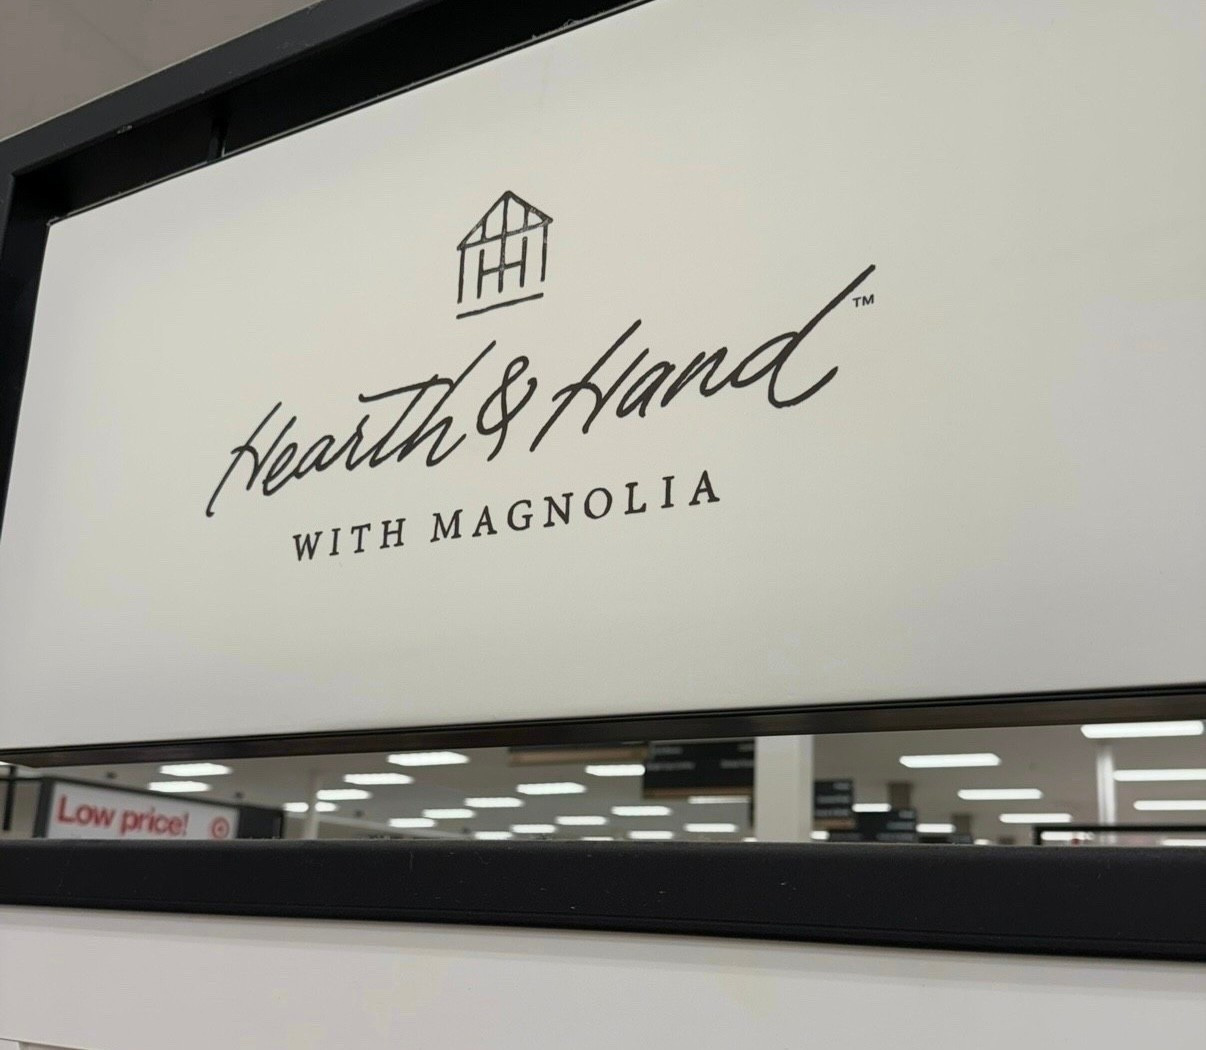 Hearth & Hand™
WITH MAGNOLIA
Low price!